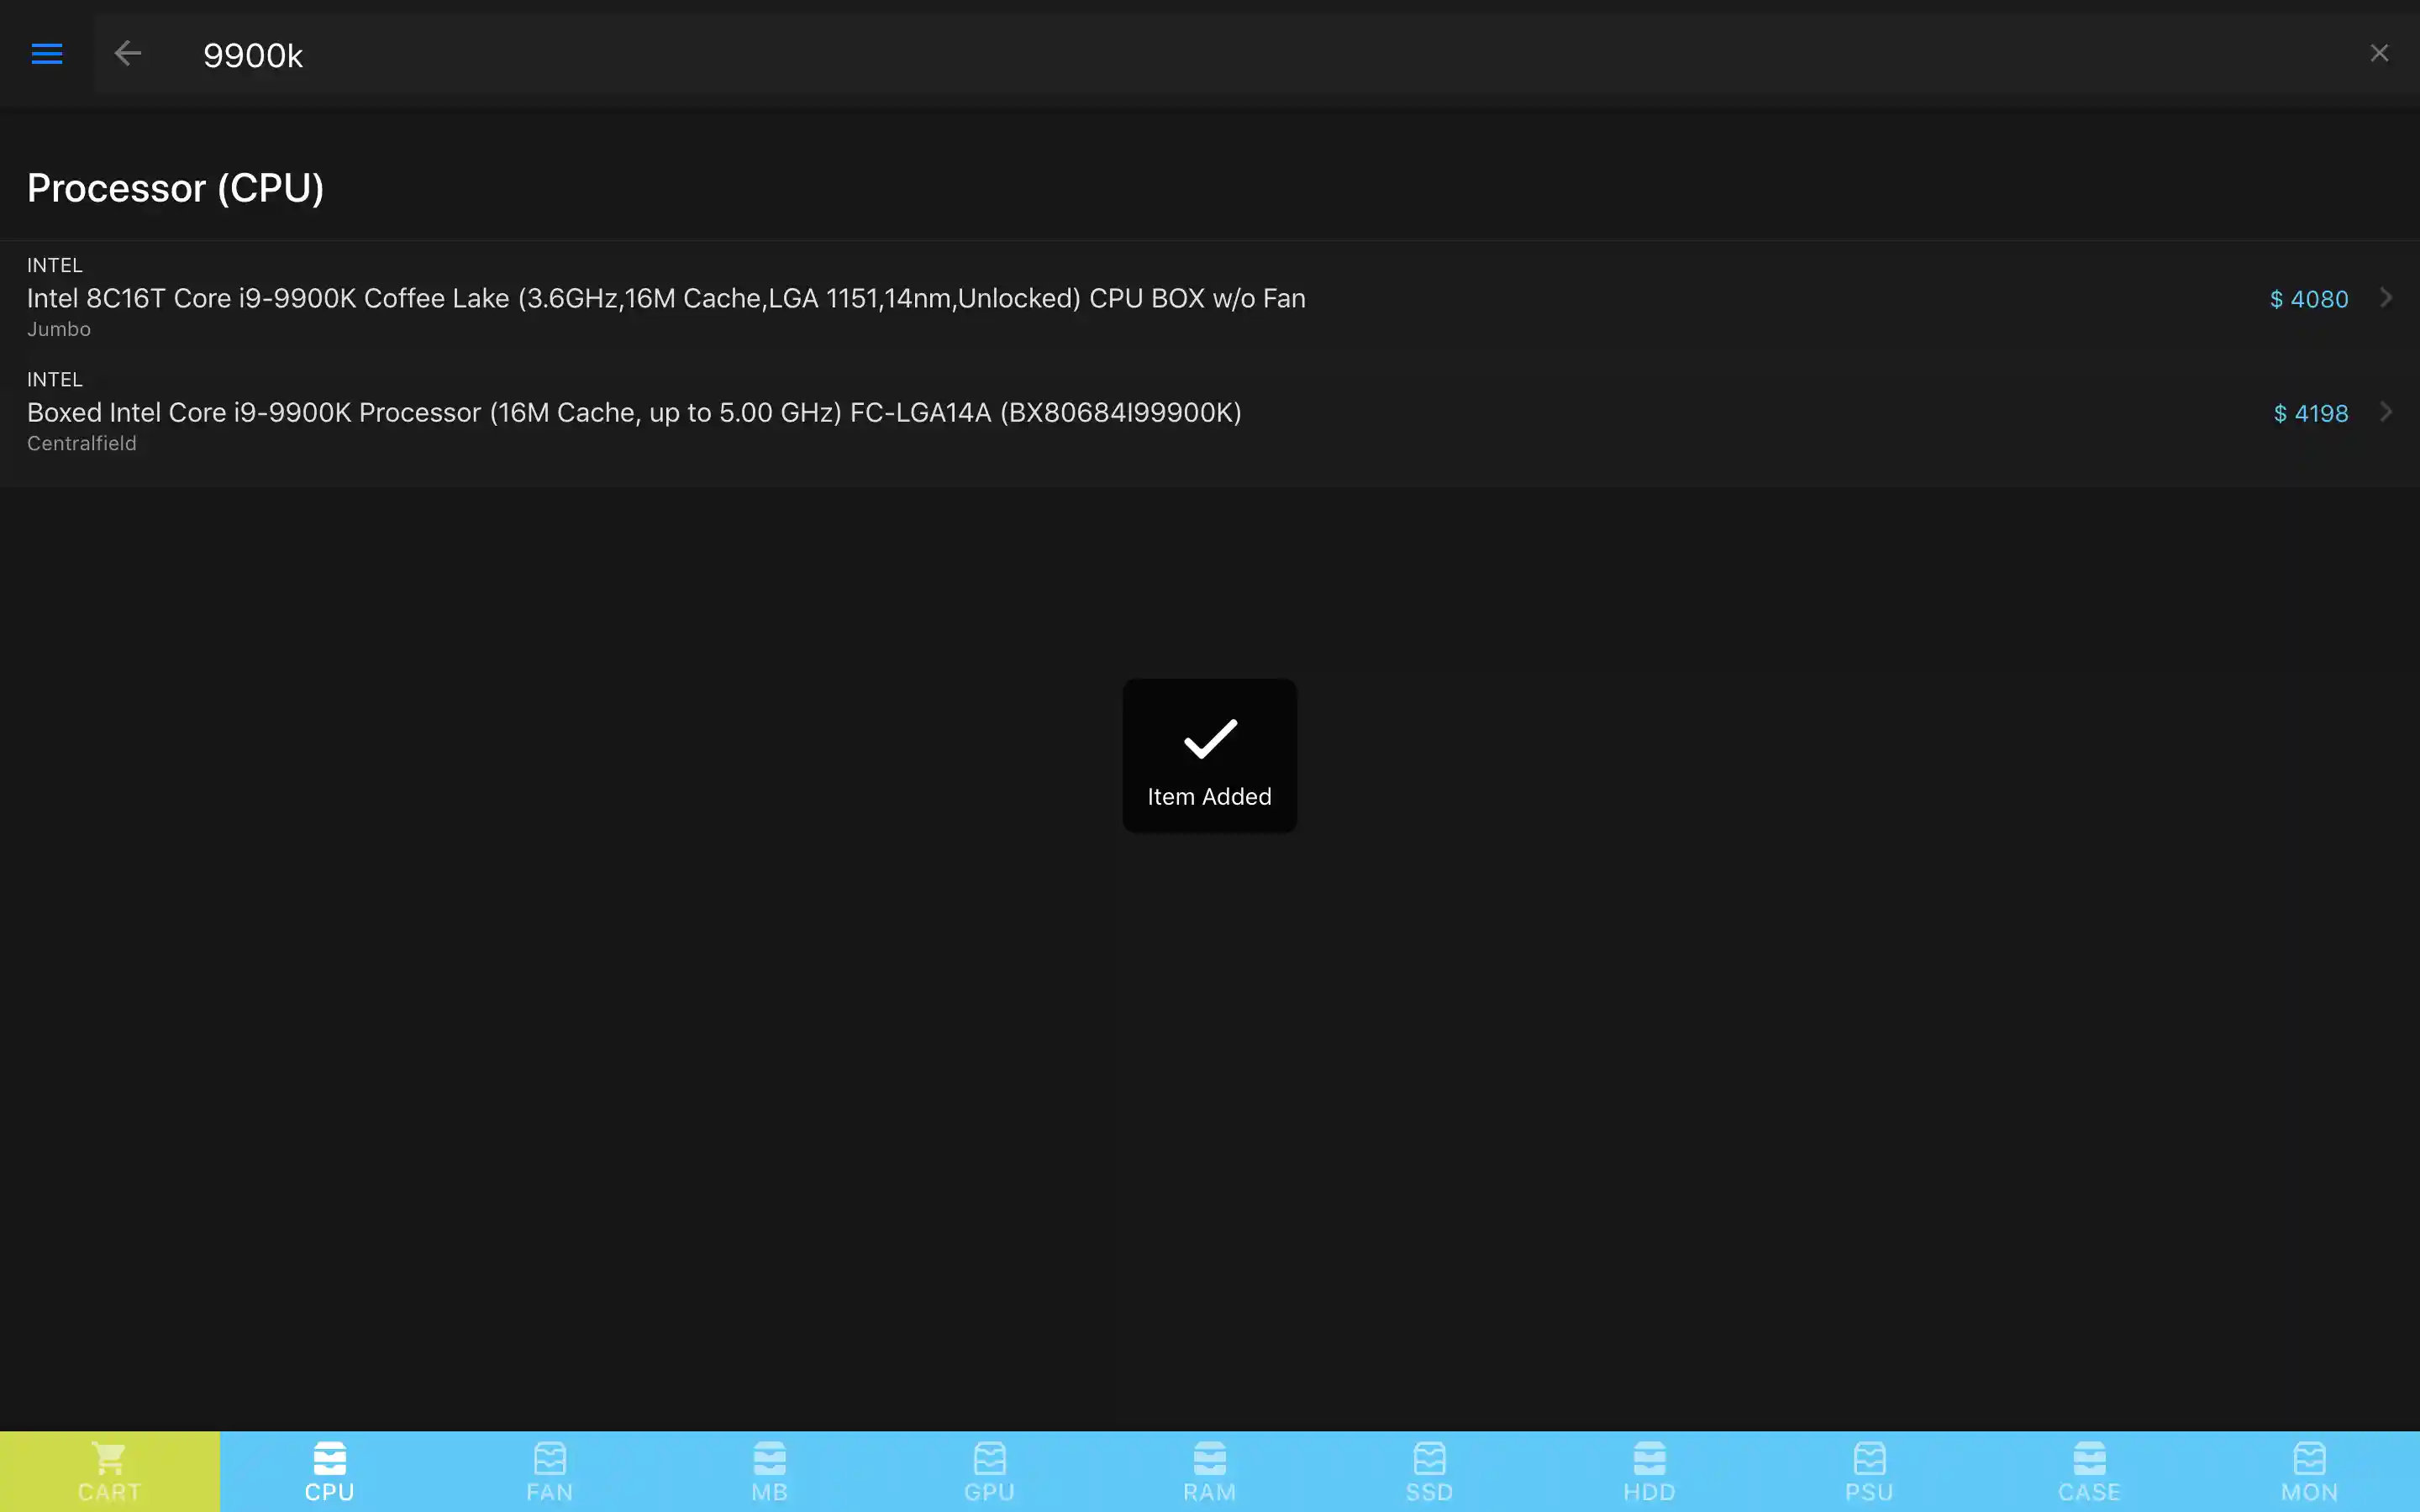 9900k
Processor (CPU)
INTEL
Intel 8C16T Core i9-9900K Coffee Lake (3.6GHz,16M Cache,LGA 1151,14nm,Unlocked) CPU BOX w/o Fan
$ 4080
Jumbo
INTEL
Boxed Intel Core i9-9900K Processor (16M Cache, up to 5.00 GHz) FC-LGA14A (BX80684I99900K)
$ 4198
Centralfield
Item Added
CART
CPU
FAN
MB
GPU
RAM
SSD
HDD
PSU
CASE
MON